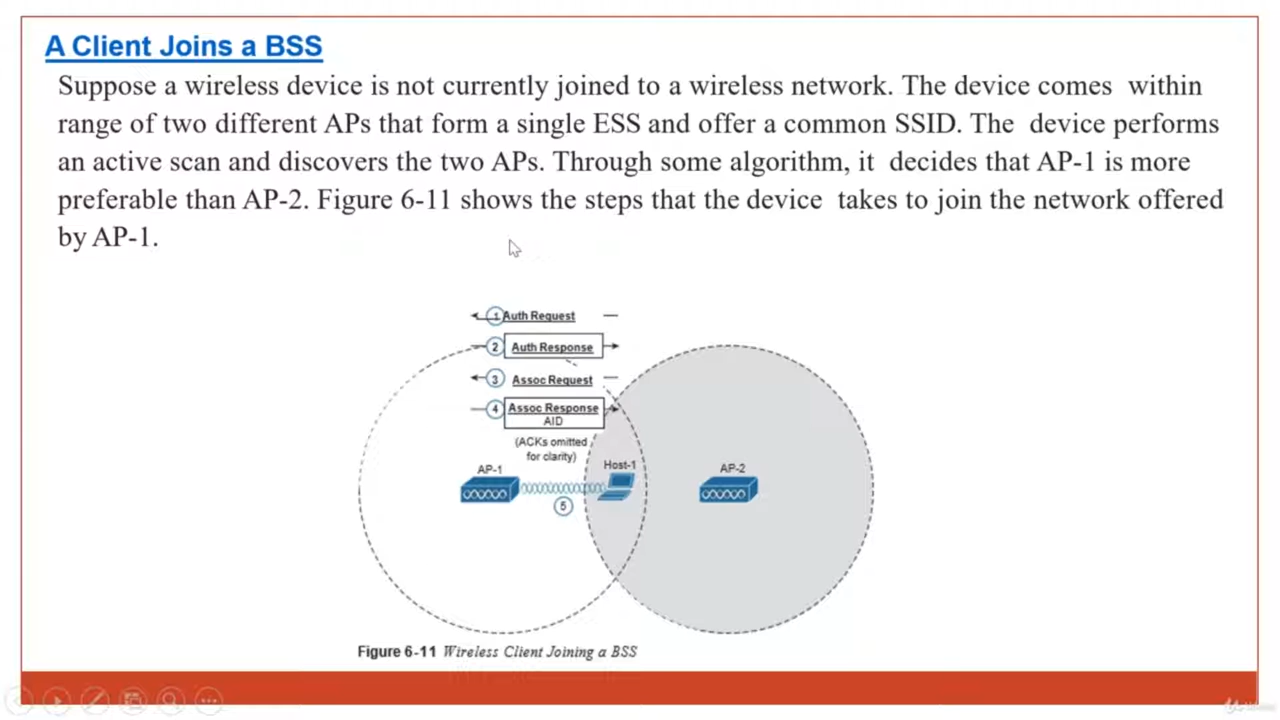 A Client Joins a BSS
Suppose a wireless device is not currently joined to a wireless network. The device comes within
range of two different APs that form a single ESS and offer a common SSID. The device performs
an active scan and discovers the two APs. Through some algorithm, it decides that AP-1 is more
preferable than AP-2. Figure 6-11 shows the steps that the device takes to join the network offered
by AP-1.
1 Auth Request
2 Auth Response
3 Assoc Request
4 Assoc Response
AID
(ACKs omitted
for clarity)
AP-1
Host-1
AP-2
5
Figure 6-11 Wireless Client Joining a BSS